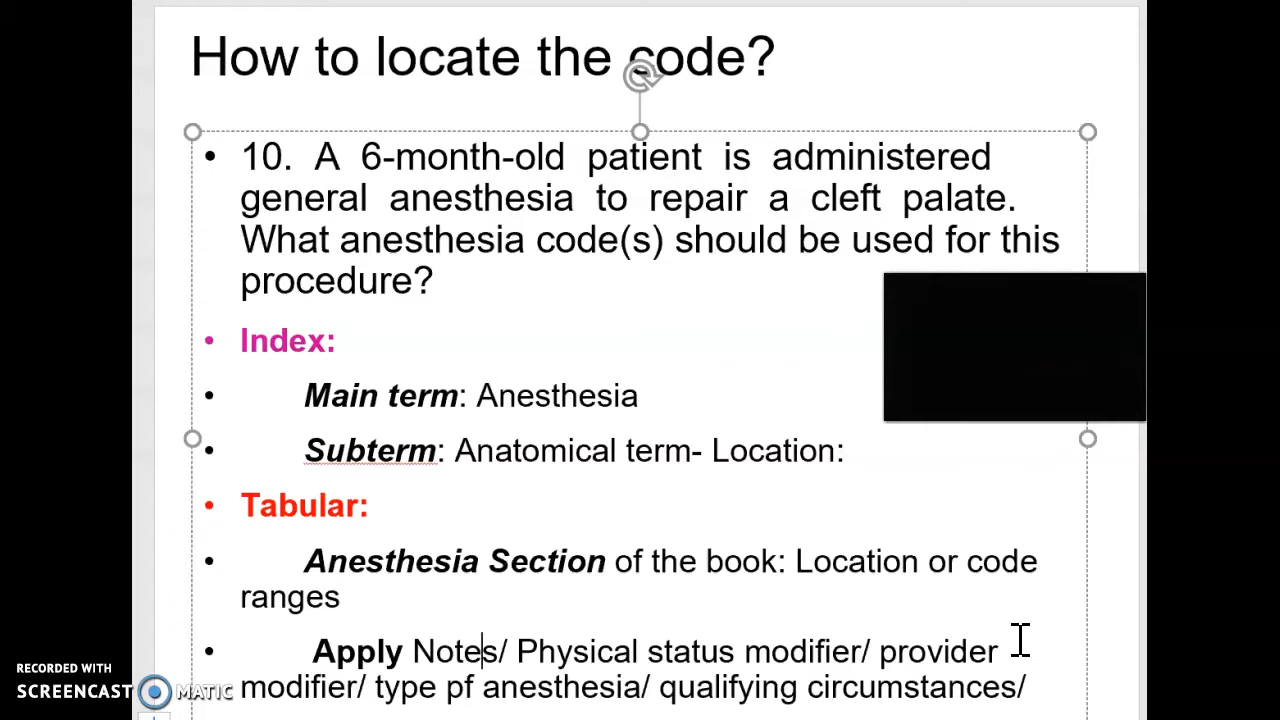 How to locate the code?
• 10. A 6-month-old patient is administered
general anesthesia to repair a cleft palate.
What anesthesia code(s) should be used for this
procedure?
• Index:
• Main term: Anesthesia
• Subterm: Anatomical term- Location:
• Tabular:
• Anesthesia Section of the book: Location or code
ranges
• Apply Notes/ Physical status modifier/ provider
modifier/ type pf anesthesia/ qualifying circumstances/
RECORDED WITH
SCREENCAST MATIC